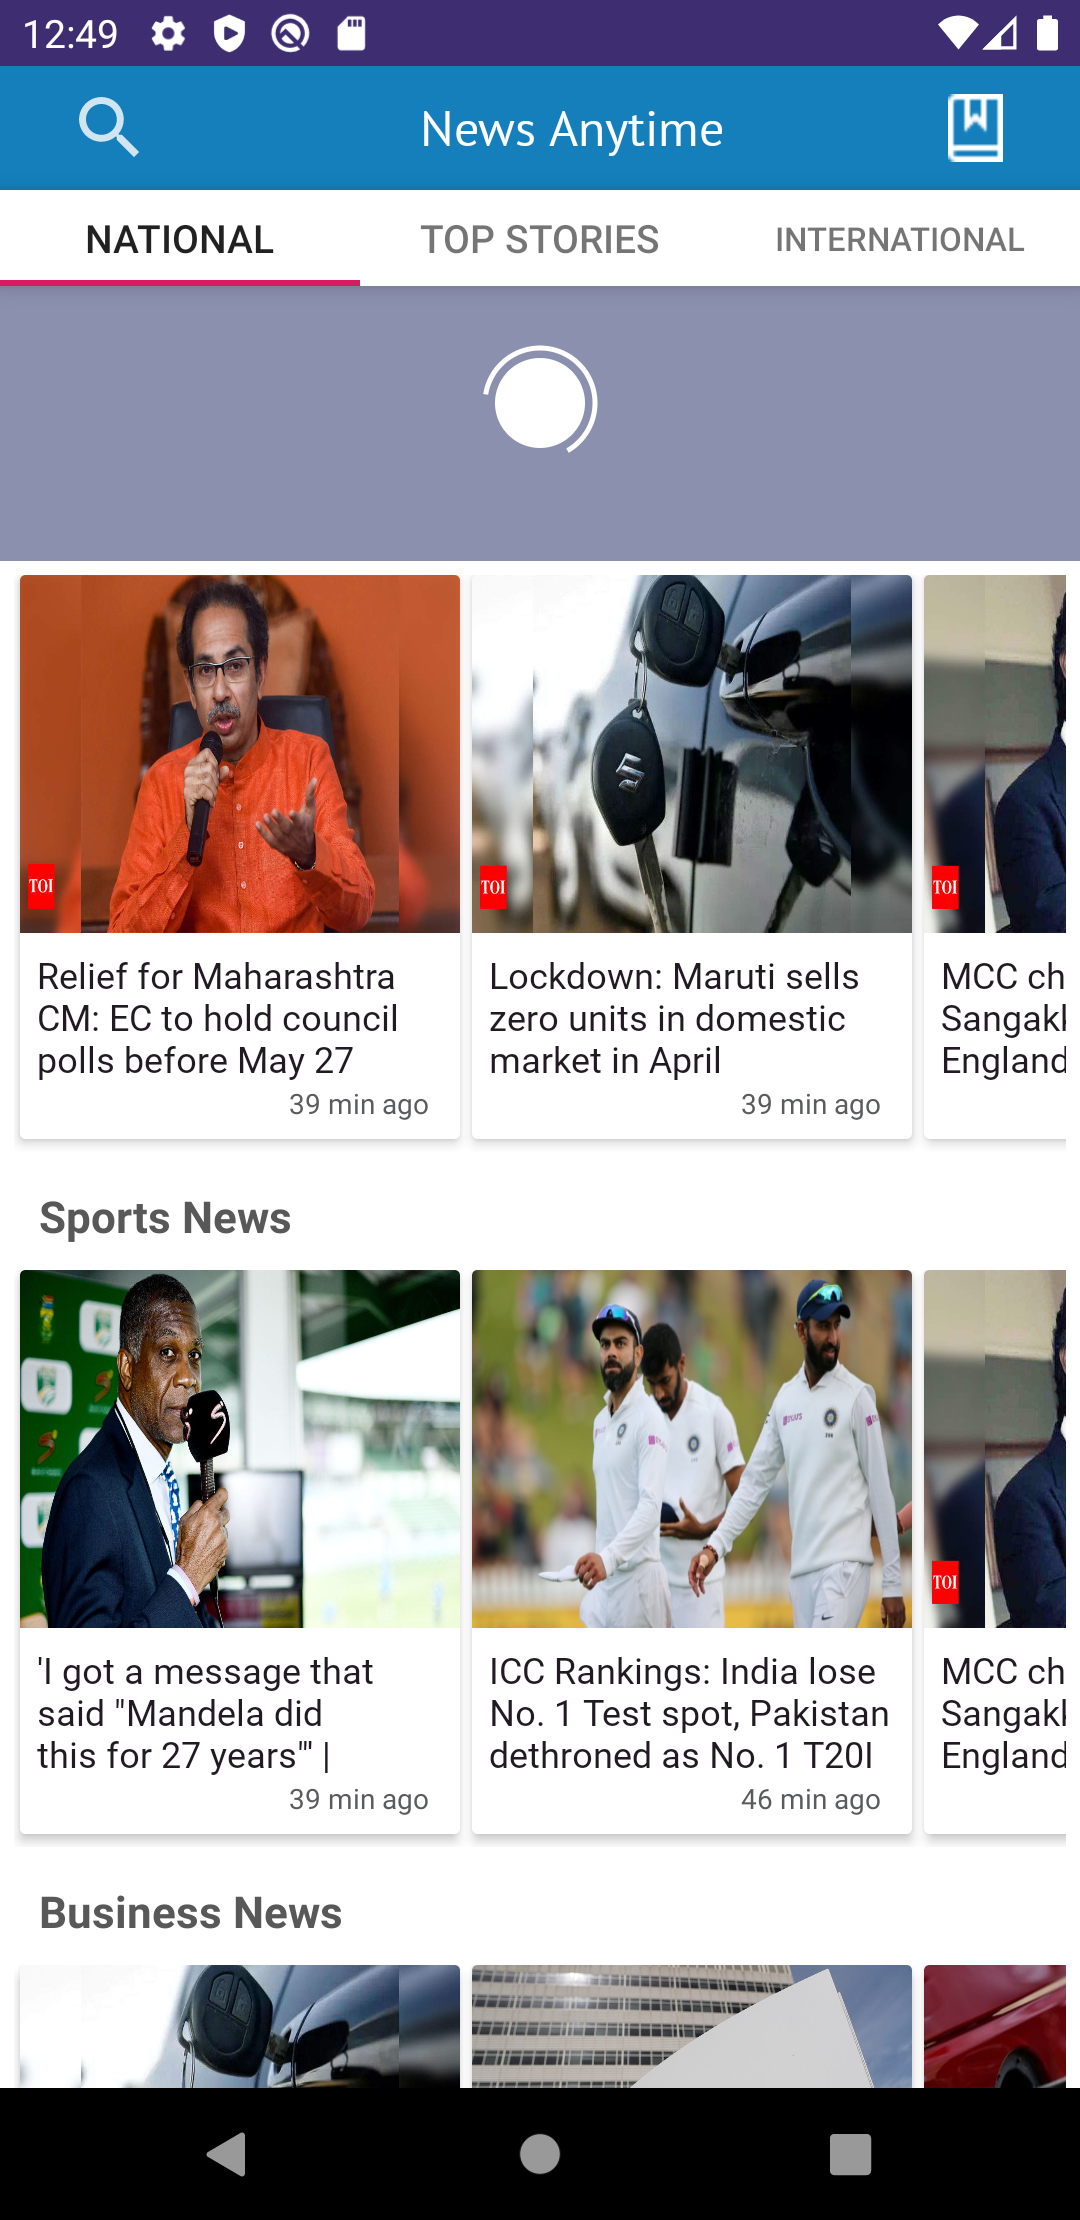 12:49
News Anytime
NATIONAL
TOP STORIES
INTERNATIONAL
TOI
Relief for Maharashtra
CM: EC to hold council
polls before May 27
39 min ago
TOI
Lockdown: Maruti sells
zero units in domestic
market in April
39 min ago
TOI
MCC ch
Sangak
England
Sports News
'I got a message that
said "Mandela did
this for 27 years"' |
39 min ago
ICC Rankings: India lose
No. 1 Test spot, Pakistan
dethroned as No. 1 T20I
46 min ago
TOI
MCC ch
Sangak
England
Business News